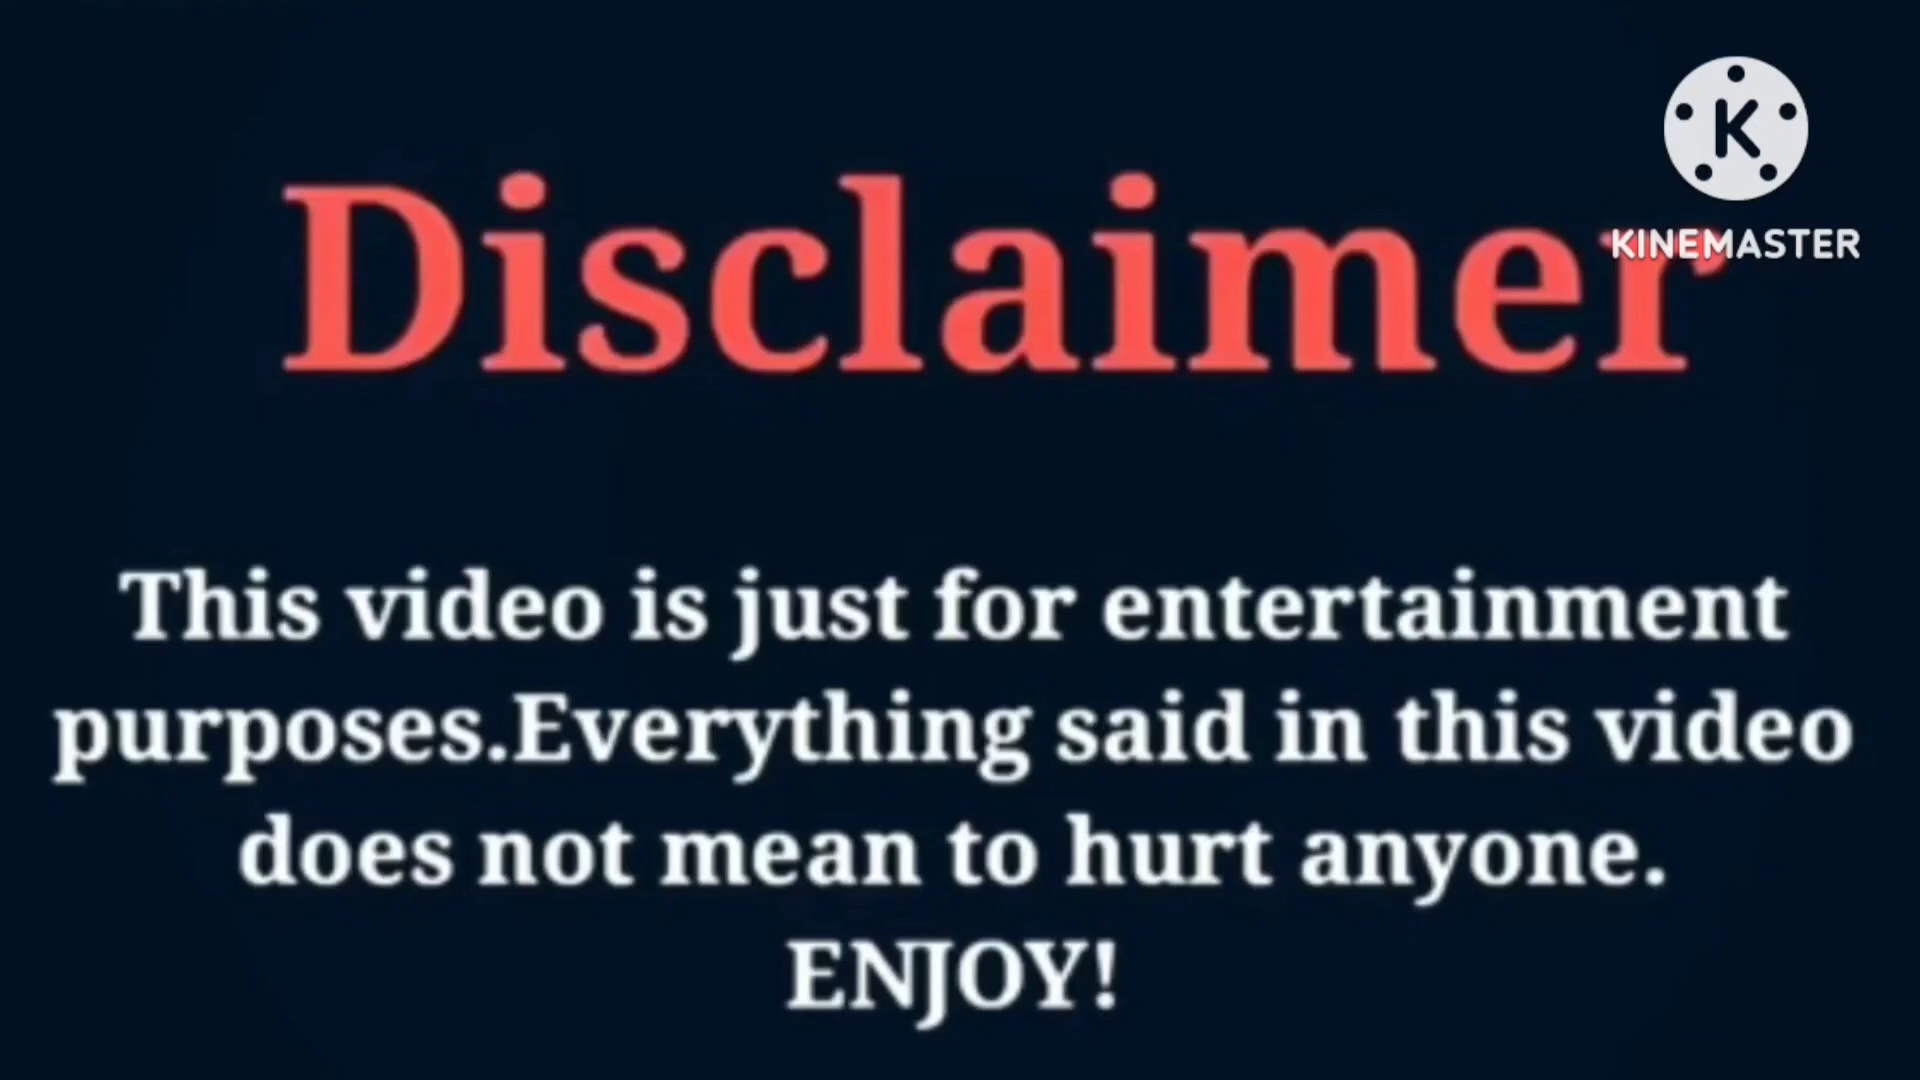 K
KINEMASTER
Disclaimer
This video is just for entertainment
purposes.Everything said in this video
does not mean to hurt anyone.
ENJOY!